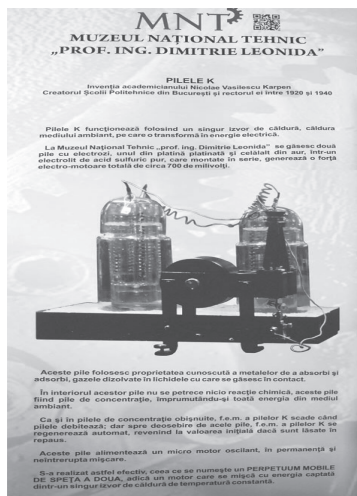 MNT
MUZEUL NAȚIONAL TEHNIC
„PROF. ING. DIMITRIE LEONIDA”
PILELE K
Invenția academicianului Nicolae Vasilescu Karpen
Creatorul Școlii Politehnice din București și rectorul ei între 1920 și 1940
Pilele K funcționează folosind un singur izvor de căldură, căldura
mediului ambiant, pe care o transformă în energie electrică.
La Muzeul Național Tehnic „prof. ing. Dimitrie Leonida” se găsesc două
pile cu electrozi, unul din platină platinată și celălalt din aur, într-un
electrolit de acid sulfuric pur, care montate în serie, generează o forță
electro-motoare totală de circa 700 de milivolți.
Aceste pile folosesc proprietatea cunoscută a metalelor de a absorbi și
adsorbi, gazele dizolvate în lichidele cu care se găsesc în contact.
În interiorul acestor pile nu se petrece nicio reacție chimică, aceste pile
fiind pile de concentrație, împrumutându-și toată energia din mediul
ambiant.
Ca și în pilele de concentrație obișnuite, f.e.m. a pilelor K scade când
pilele debitează; dar spre deosebire de acele pile, f.e.m. a pilelor K se
regenerează automat, revenind la valoarea inițială dacă sunt lăsate în
repaus.
Aceste pile alimentează un micro motor oscilant, în permanență și
neîntreruptă mișcare.
S-a realizat astfel efectiv, ceea ce se numește un PERPETUUM MOBILE
DE SPEȚA A DOUA, adică un motor care se mișcă cu energia captată
dintr-un singur izvor de căldură de temperatură constantă.